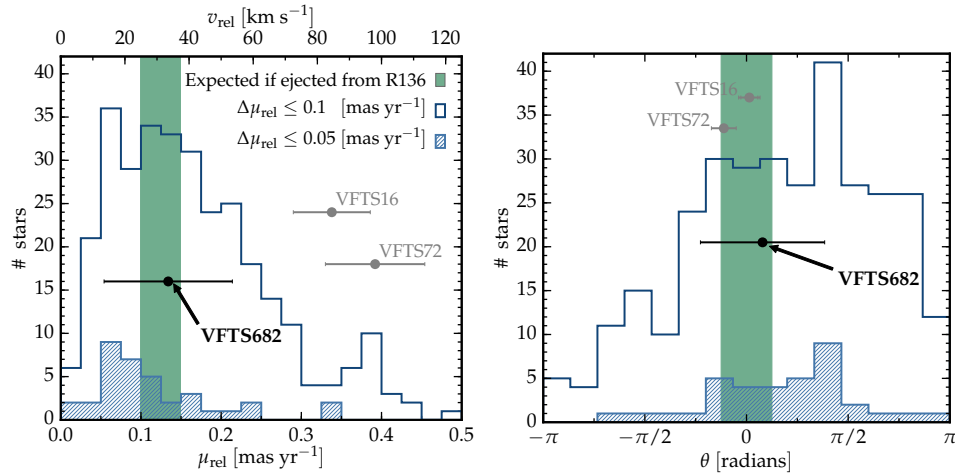 v_rel [km s⁻¹]
0 20 40 60 80 100 120
Expected if ejected from R136
Δμ_rel ≤ 0.1 [mas yr⁻¹]
Δμ_rel ≤ 0.05 [mas yr⁻¹]
VFTS16
VFTS72
VFTS682
# stars
40
35
30
25
20
15
10
5
0
0.0 0.1 0.2 0.3 0.4 0.5
μ_rel [mas yr⁻¹]
VFTS16
VFTS72
VFTS682
# stars
40
35
30
25
20
15
10
5
0
−π −π/2 0 π/2 π
θ [radians]